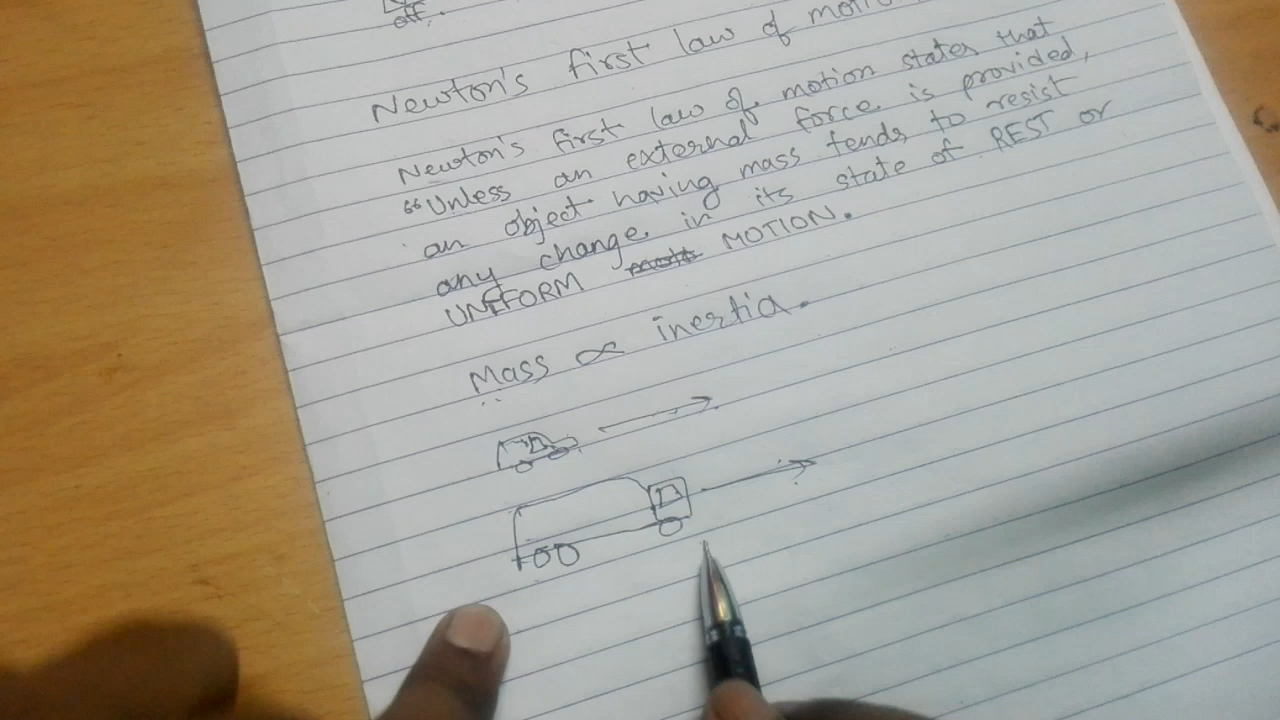 off.
Newton's first law of
Newton's first law of motion states that
“Unless an external force is provided,
an object having mass tends to resist
any change in its state of REST or
UNIFORM MOTION.
Mass ∝ inertia.